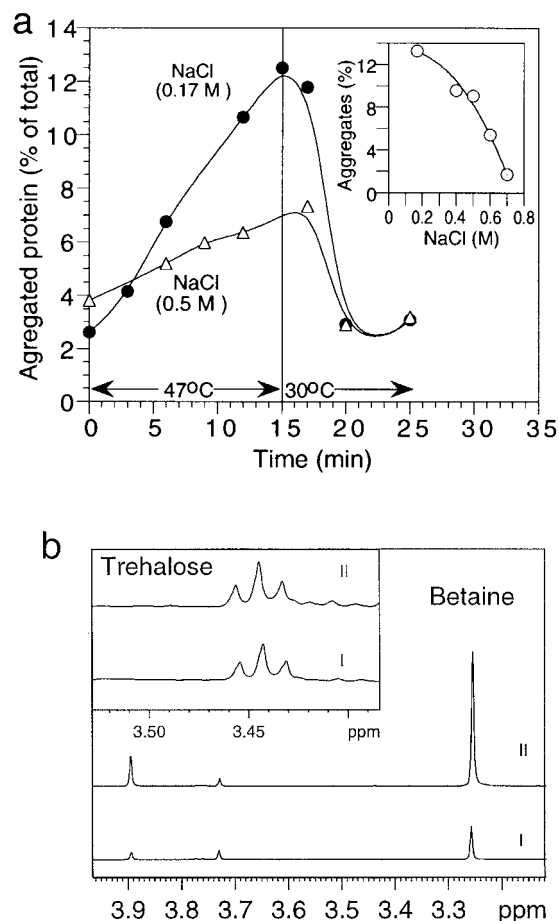 a
Agregated protein (% of total)
14
12
10
8
6
4
2
0
NaCl
(0.17 M)
NaCl
(0.5 M )
47ºC
30ºC
0
5
10
15
20
25
30
35
Time (min)
Aggregates (%)
12
8
4
0
0
0.2
0.4
0.6
0.8
NaCl (M)
b
Trehalose
II
I
3.50
3.45
ppm
Betaine
II
I
3.9
3.8
3.7
3.6
3.5
3.4
3.3
ppm